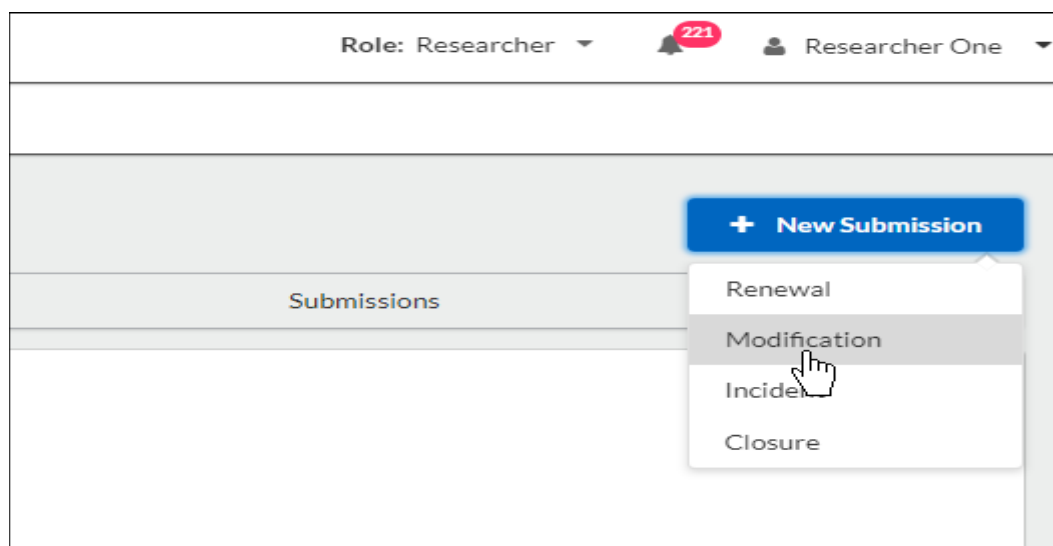 Role: Researcher 221 Researcher One
+ New Submission
Submissions
Renewal
Modification
Closure